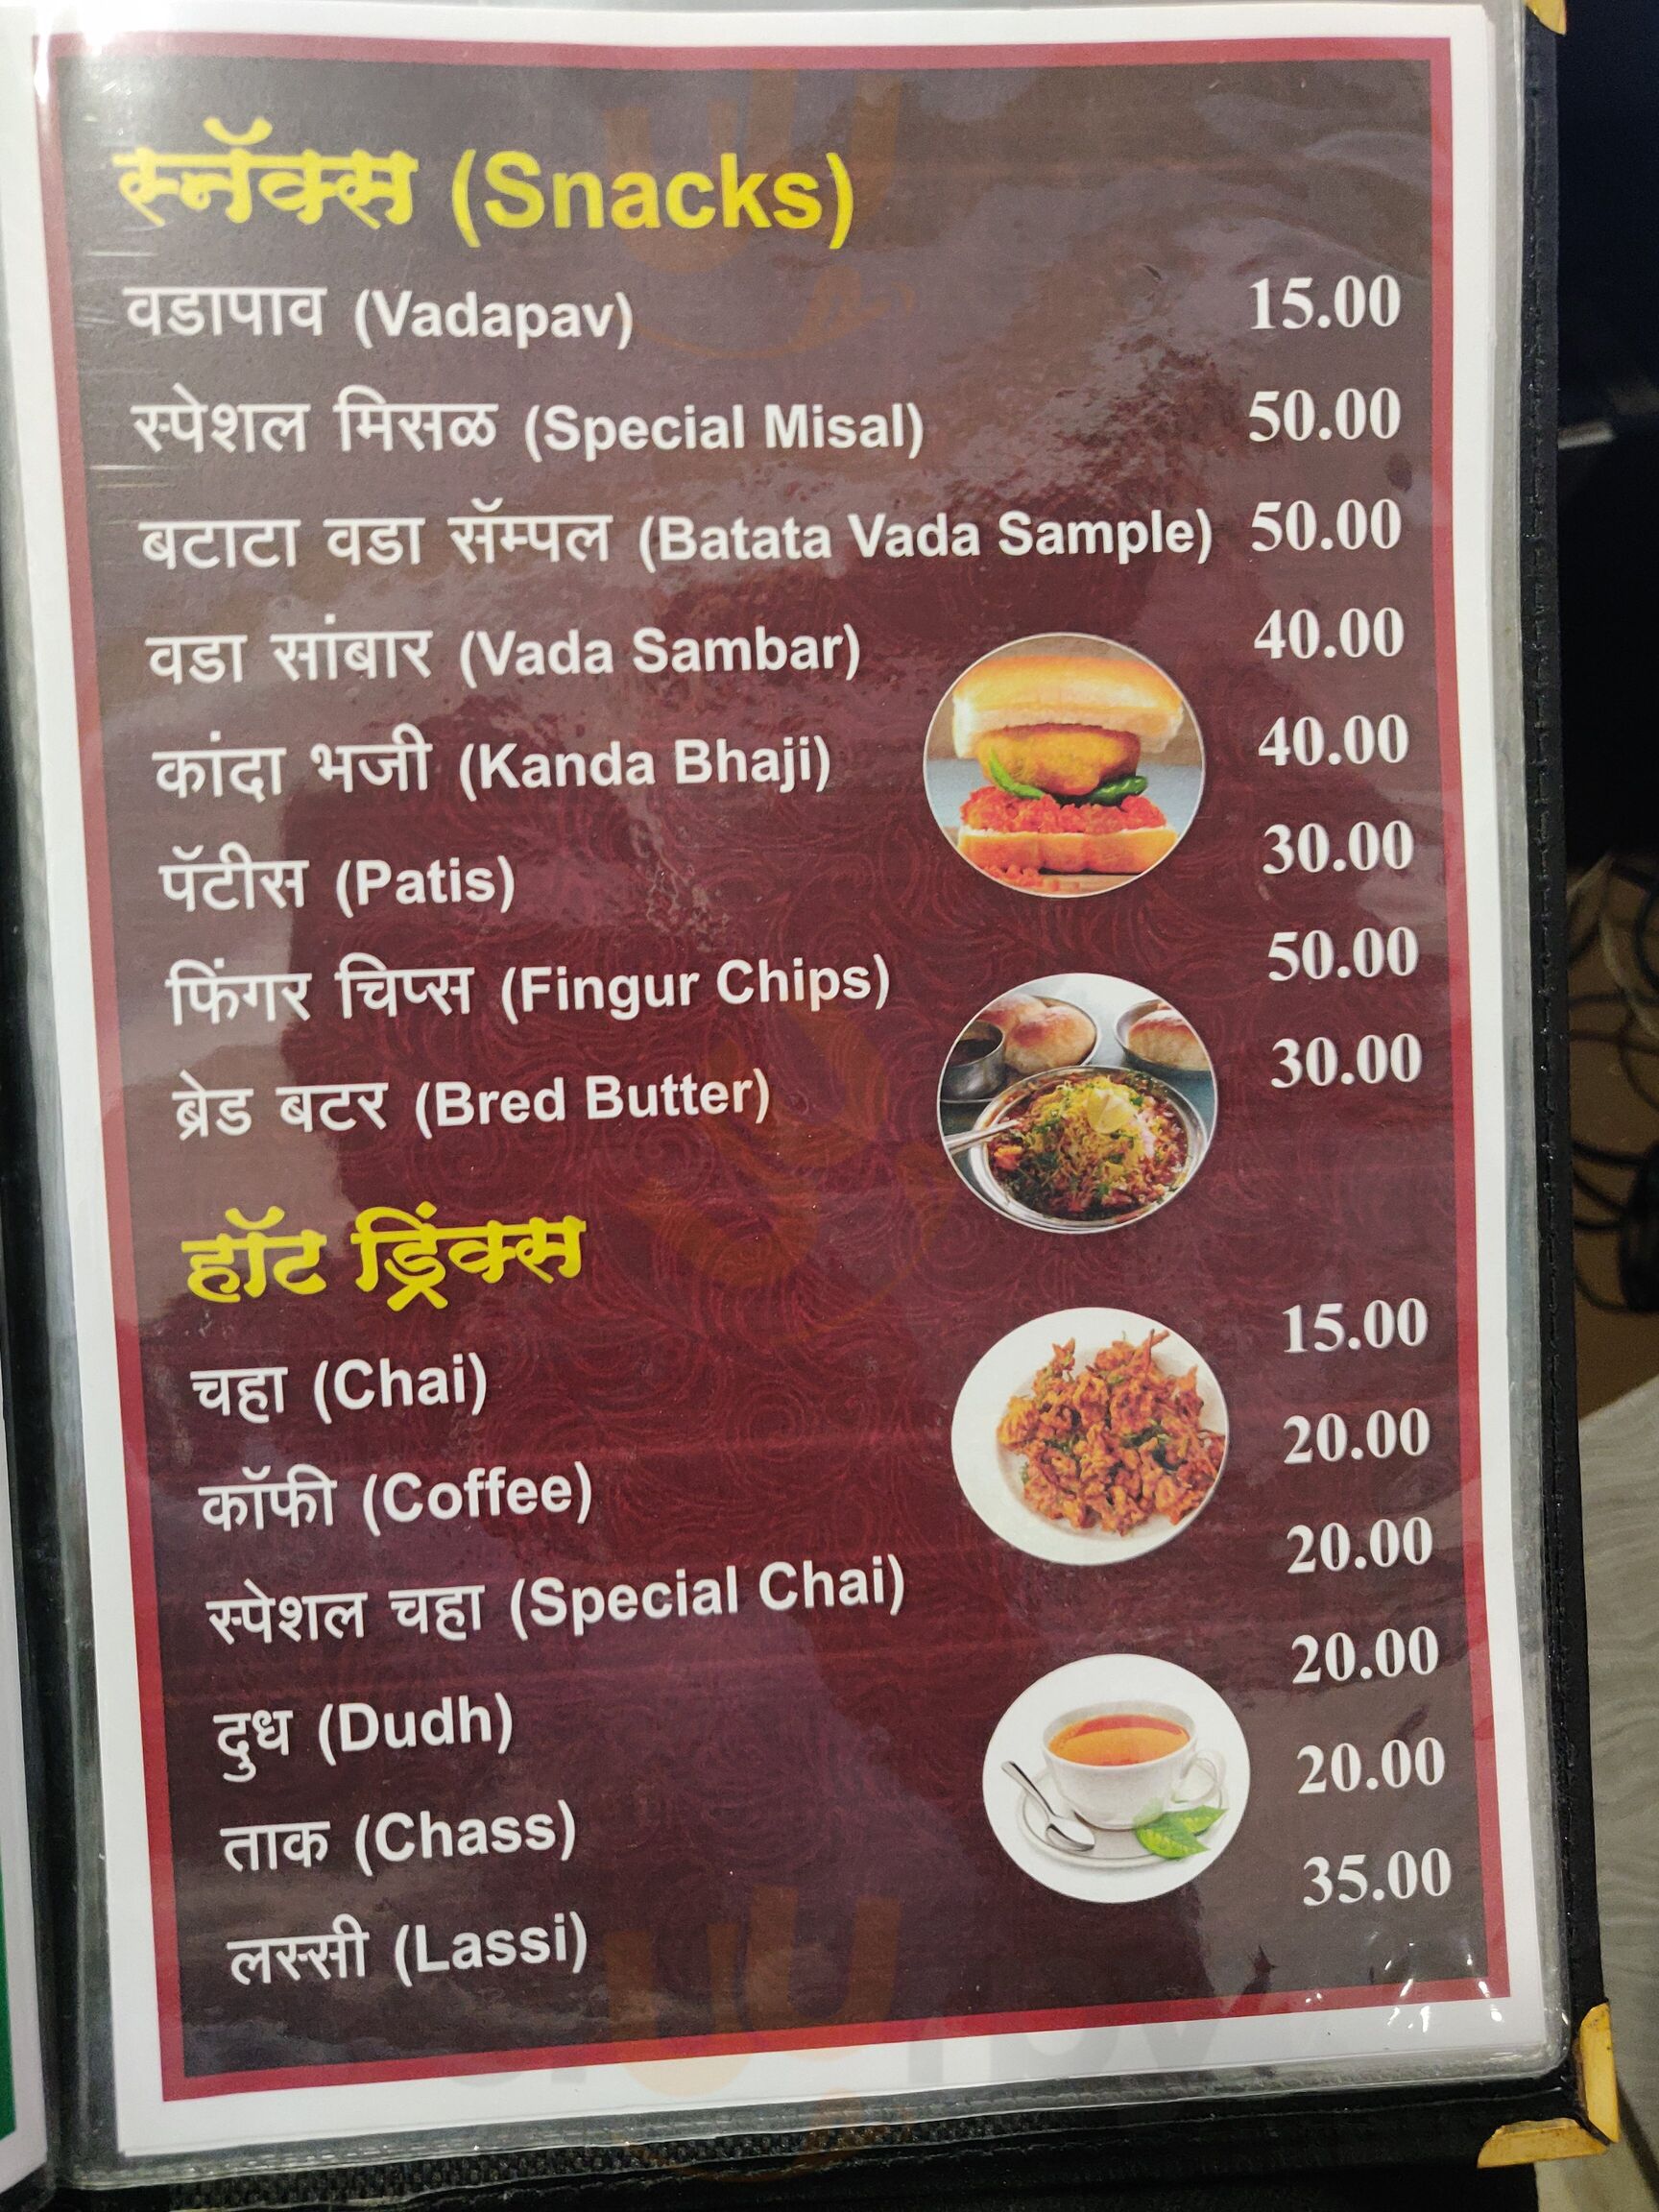 स्नॅक्स (Snacks)
वडापाव (Vadapav) 15.00
स्पेशल मिसळ (Special Misal) 50.00
बटाटा वडा सॅम्पल (Batata Vada Sample) 50.00
वडा सांबार (Vada Sambar) 40.00
कांदा भजी (Kanda Bhaji) 40.00
पॅटीस (Patis) 30.00
फिंगर चिप्स (Fingur Chips) 50.00
ब्रेड बटर (Bred Butter) 30.00
हॉट ड्रिंक्स
चहा (Chai) 15.00
कॉफी (Coffee) 20.00
स्पेशल चहा (Special Chai) 20.00
दुध (Dudh) 20.00
ताक (Chass) 20.00
लस्सी (Lassi) 35.00